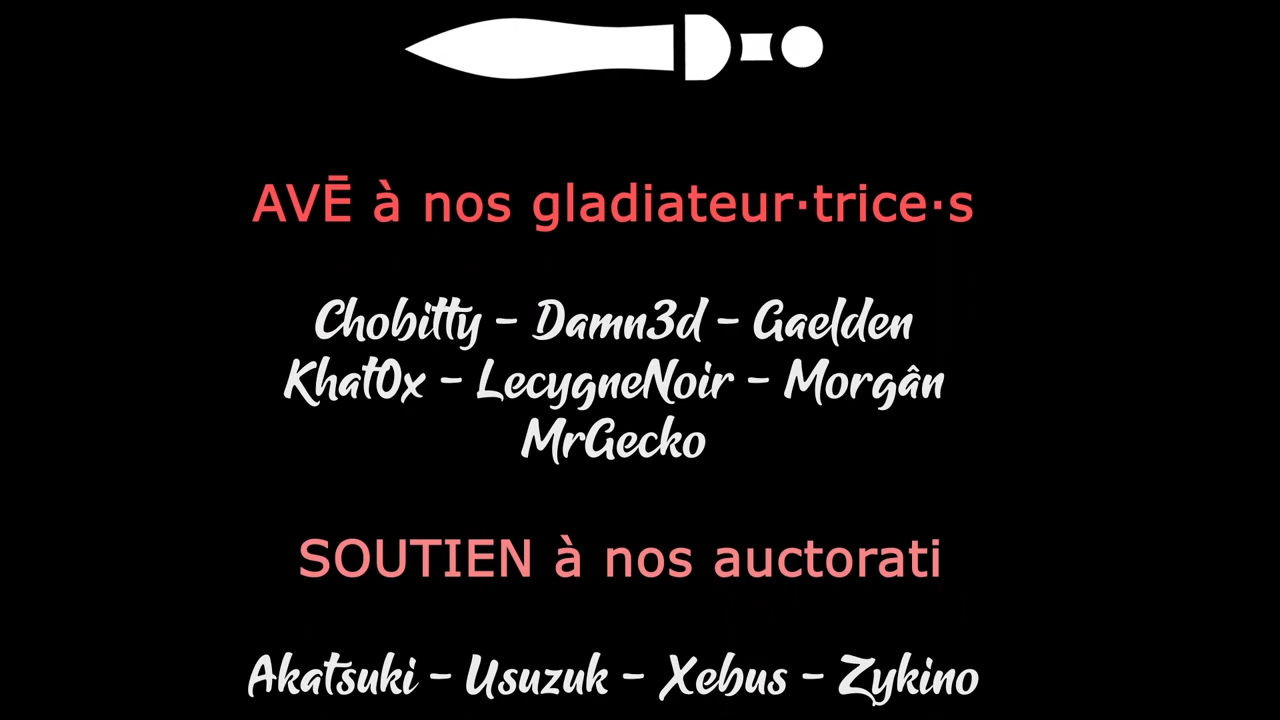 AVĒ à nos gladiateur·trice·s
Chobitty - Damn3d - Gaelden
Khat0x - LecygneNoir - Morgân
MrGecko
SOUTIEN à nos auctorati
Akatsuki - Usuzuk - Xebus - Zykino